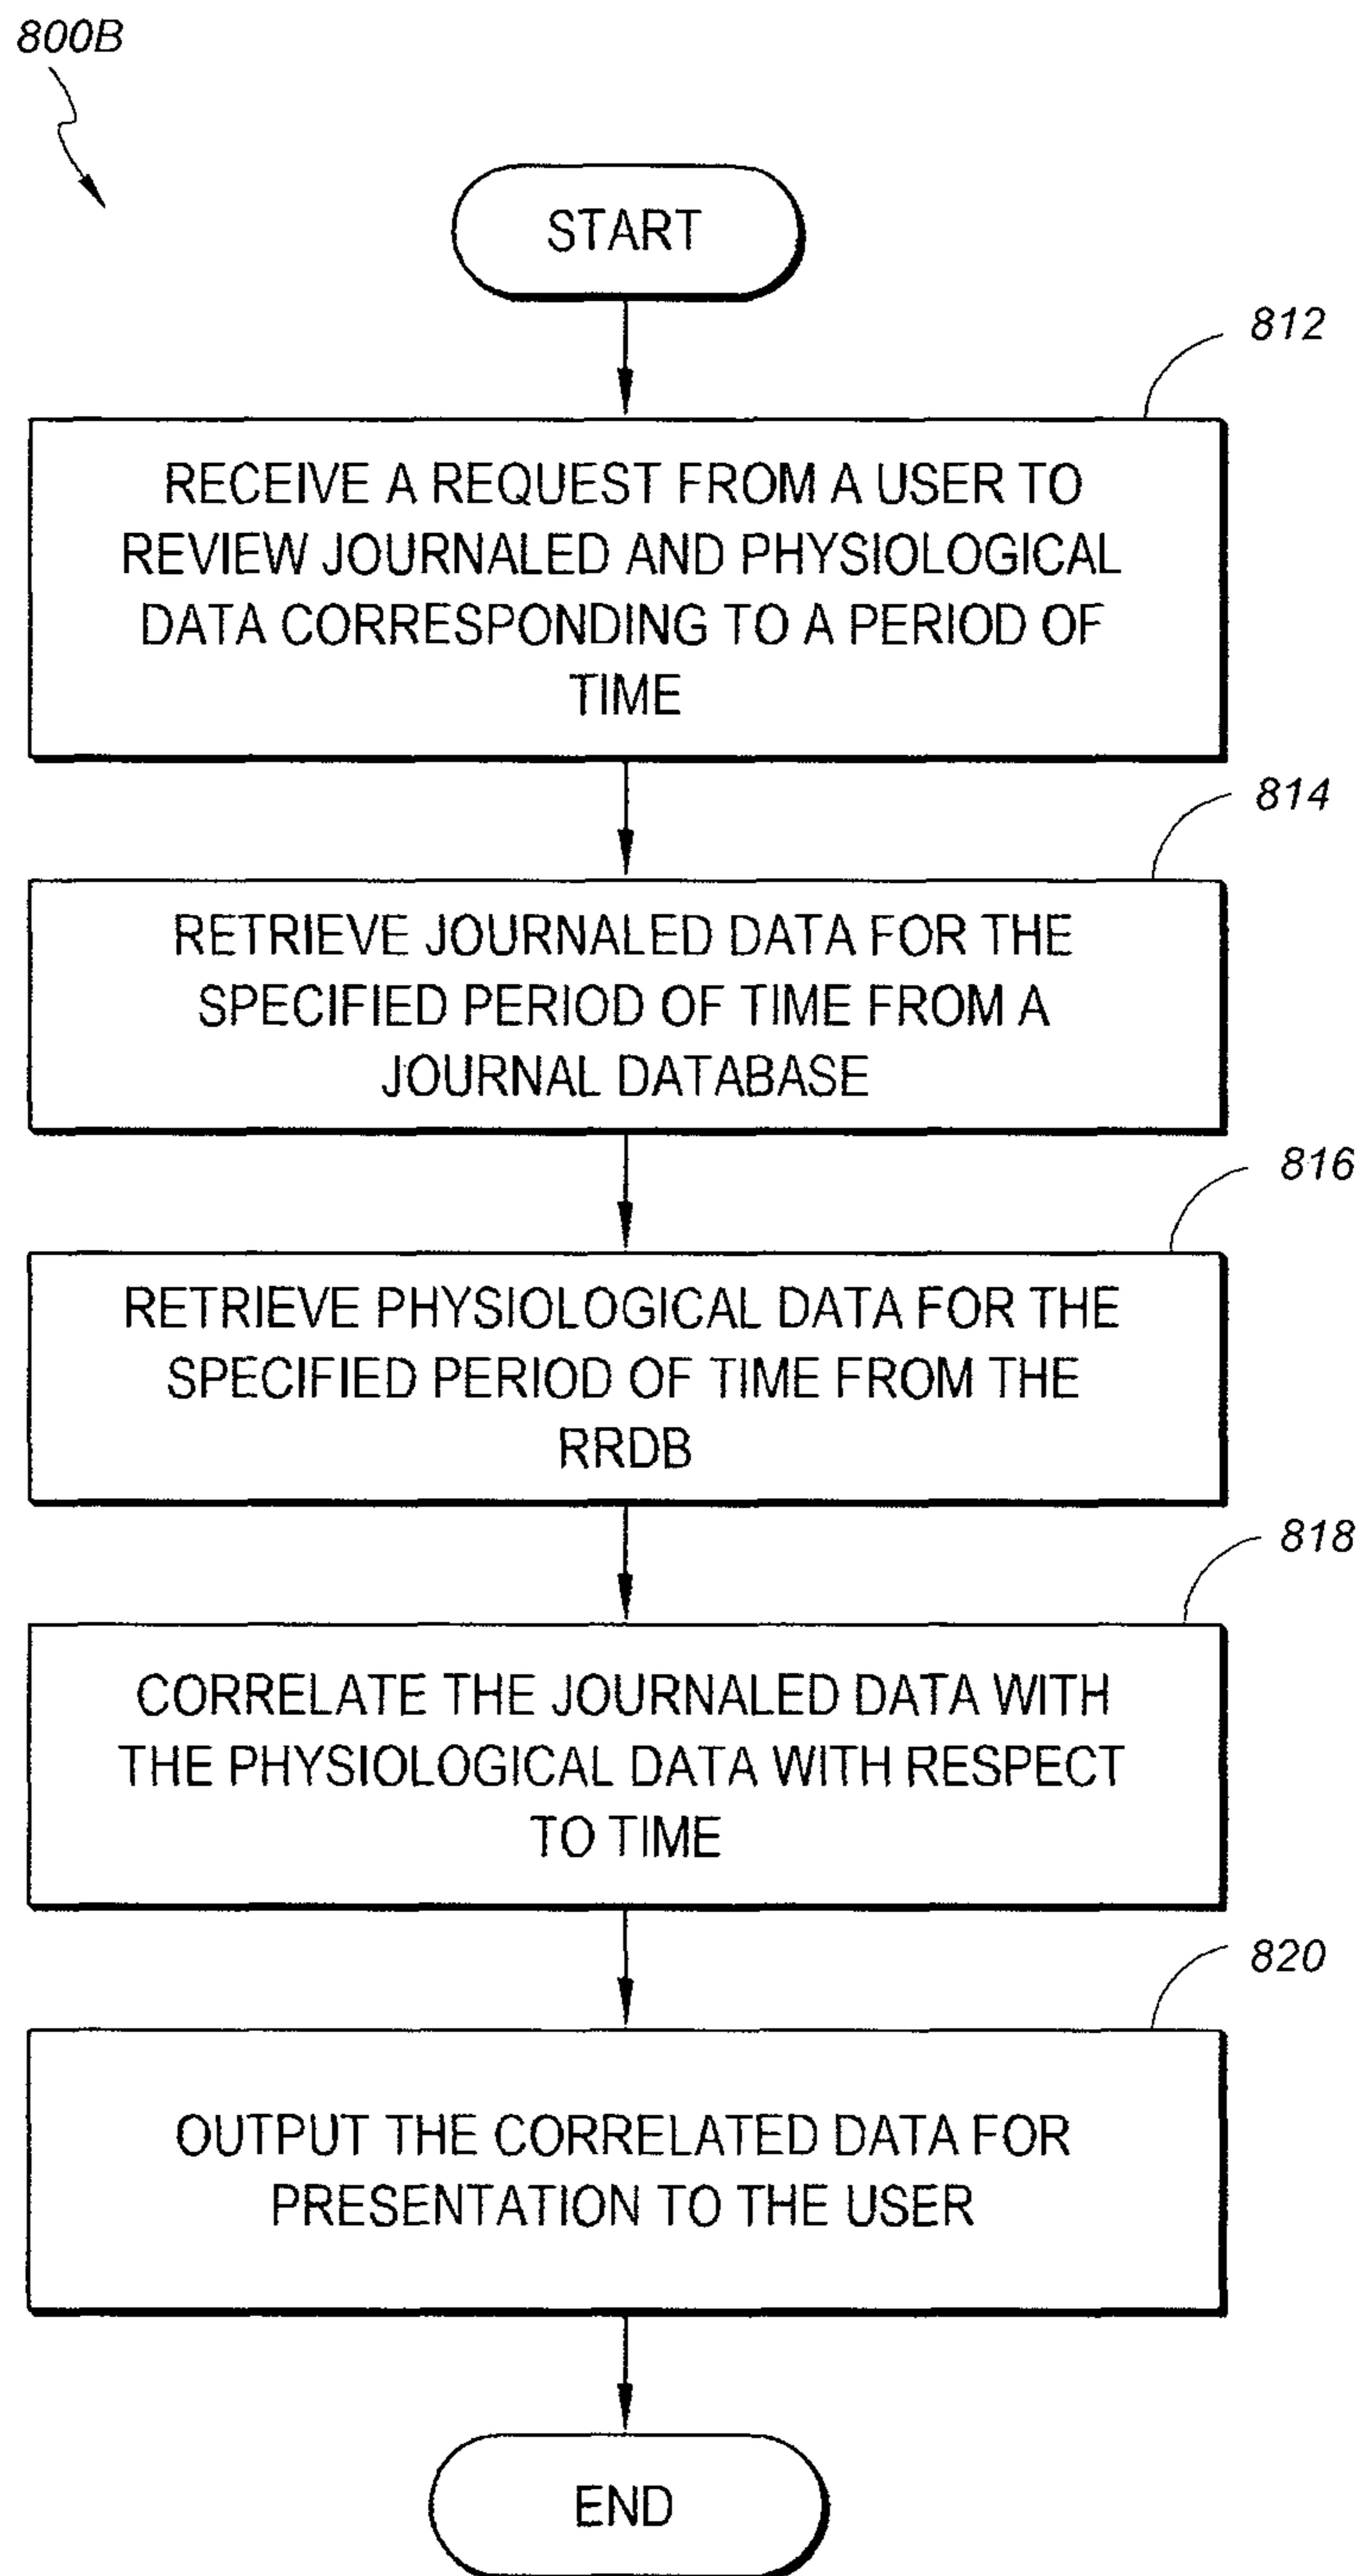 800B
START
812
RECEIVE A REQUEST FROM A USER TO
REVIEW JOURNALED AND PHYSIOLOGICAL
DATA CORRESPONDING TO A PERIOD OF
TIME
814
RETRIEVE JOURNALED DATA FOR THE
SPECIFIED PERIOD OF TIME FROM A
JOURNAL DATABASE
816
RETRIEVE PHYSIOLOGICAL DATA FOR THE
SPECIFIED PERIOD OF TIME FROM THE
RRDB
818
CORRELATE THE JOURNALED DATA WITH
THE PHYSIOLOGICAL DATA WITH RESPECT
TO TIME
820
OUTPUT THE CORRELATED DATA FOR
PRESENTATION TO THE USER
END